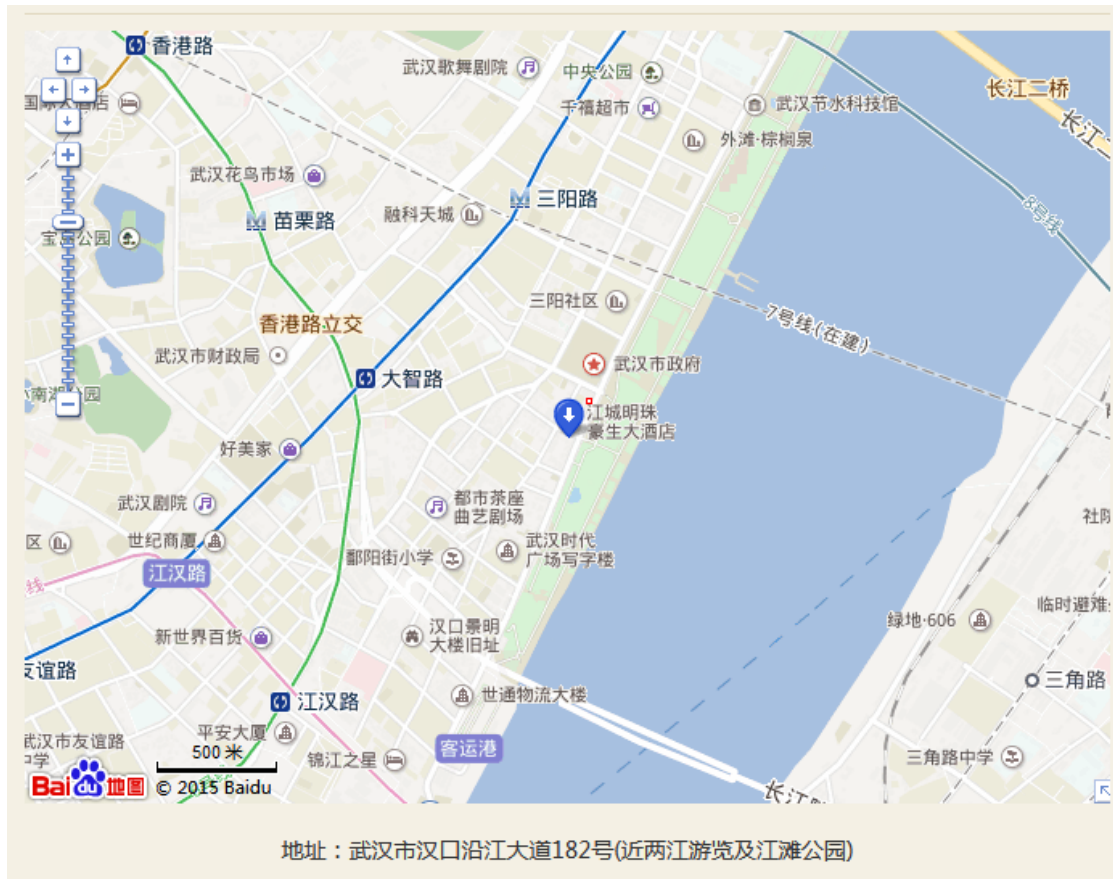 香港路
武汉歌舞剧院
中央公园
长江二桥
千禧超市
武汉节水科技馆
外滩·棕榈泉
武汉花鸟市场
三阳路
8号线
融科天城
苗栗路
三阳社区
香港路立交
7号线(在建)
武汉市财政局
武汉市政府
大智路
江城明珠
豪生大酒店
好美家
武汉剧院
都市茶座
曲艺剧场
世纪商厦
武汉时代
广场写字楼
区
鄱阳街小学
江汉路
线
临时避难
绿地·606
汉口景明
大楼旧址
新世界百货
友谊路
三角路
江汉路
世通物流大楼
平安大厦
武汉市友谊路
中学
500 米
锦江之星
客运港
三角路中学
Bai du 地图
© 2015 Baidu
地址：武汉市汉口沿江大道182号(近两江游览及江滩公园)